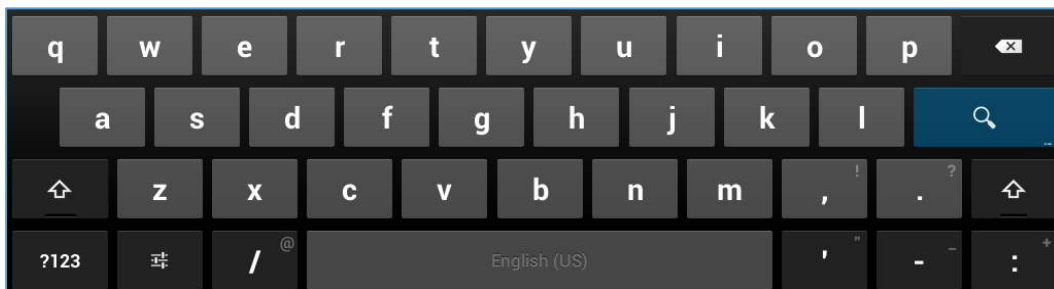 q w e r t y u i o p
a s d f g h j k l
z x c v b n m , ! . ?
?123 / @ English (US) ' " - _ : +